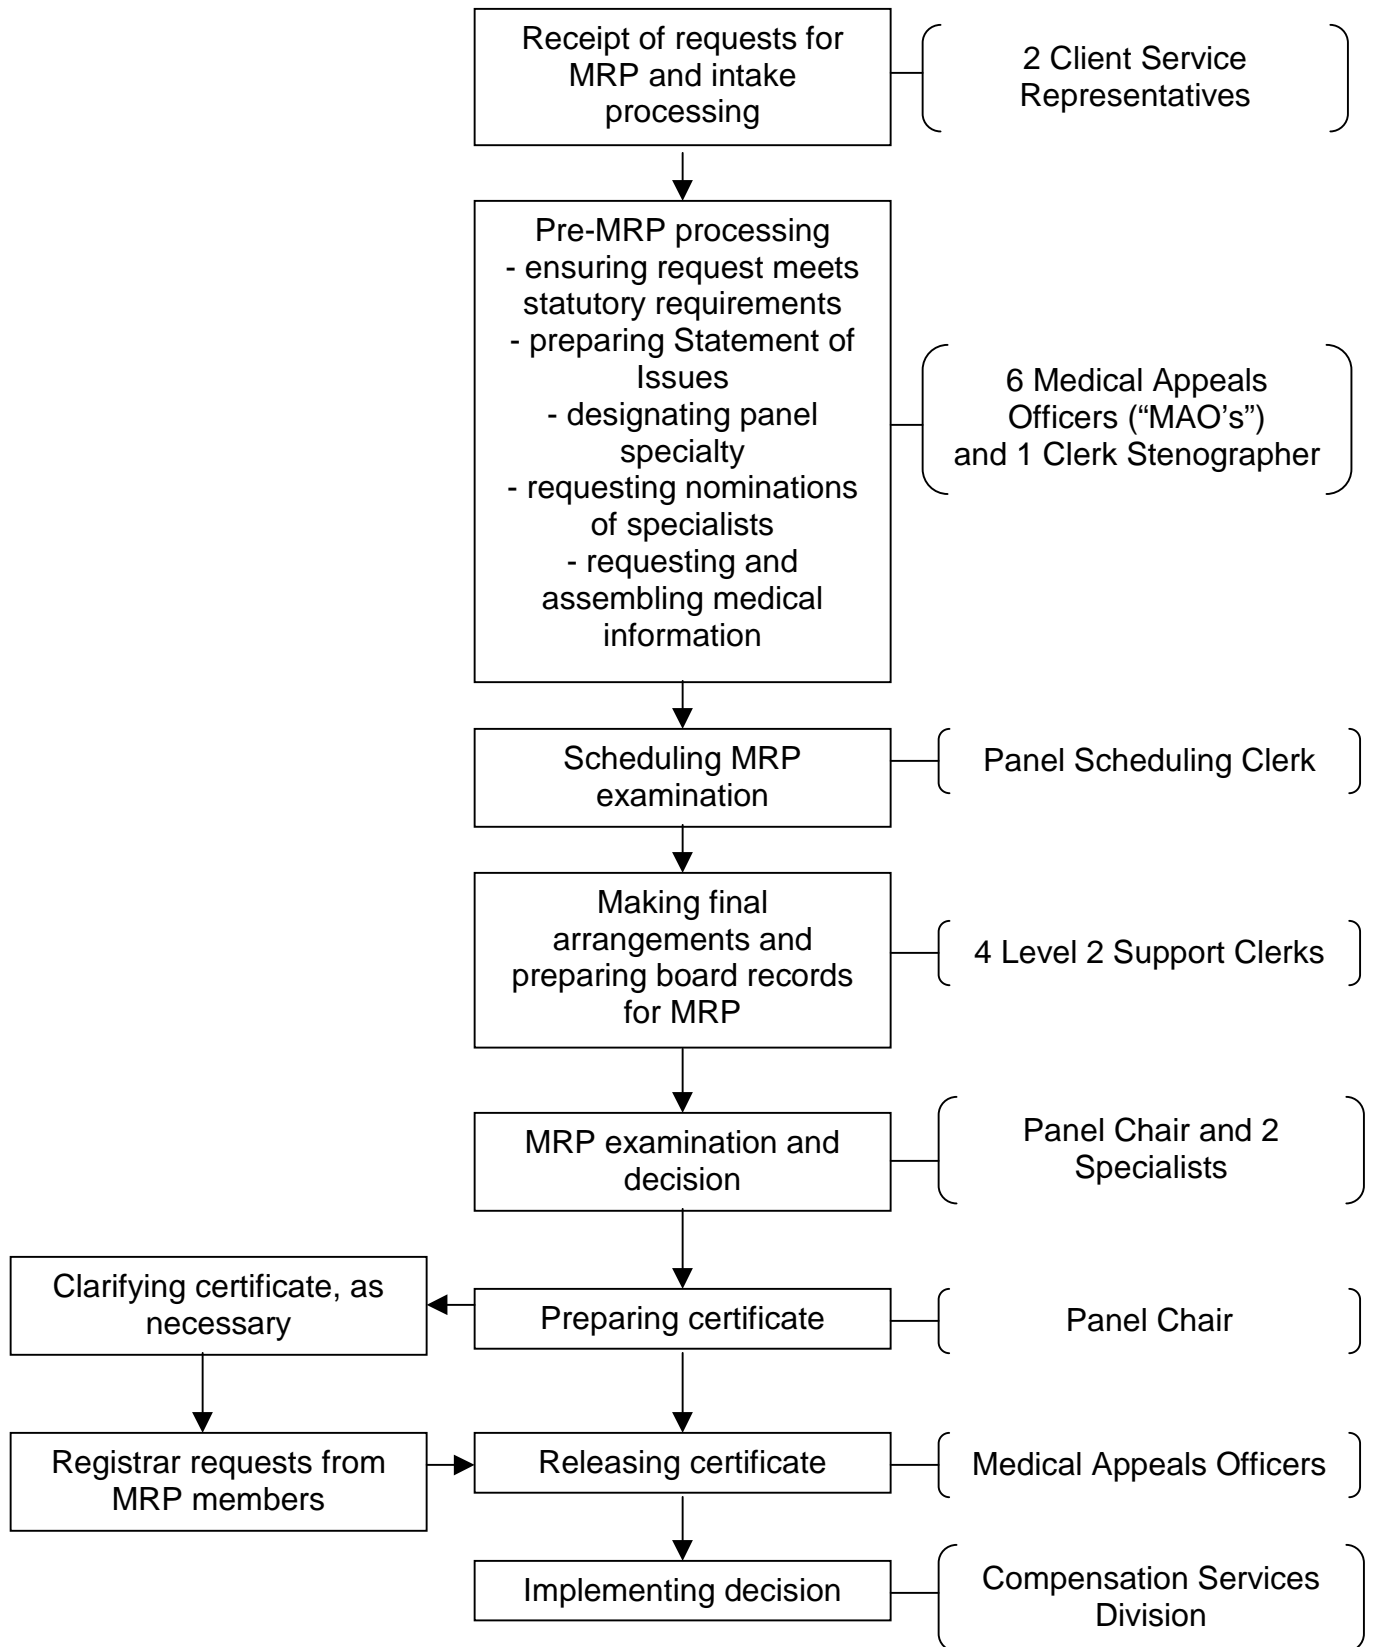 Receipt of requests for
MRP and intake
processing
2 Client Service
Representatives
Pre-MRP processing
- ensuring request meets
statutory requirements
- preparing Statement of
Issues
- designating panel
specialty
- requesting nominations
of specialists
- requesting and
assembling medical
information
6 Medical Appeals
Officers (“MAO’s”)
and 1 Clerk Stenographer
Scheduling MRP
examination
Panel Scheduling Clerk
Making final
arrangements and
preparing board records
for MRP
4 Level 2 Support Clerks
MRP examination and
decision
Panel Chair and 2
Specialists
Clarifying certificate, as
necessary
Preparing certificate
Panel Chair
Registrar requests from
MRP members
Releasing certificate
Medical Appeals Officers
Implementing decision
Compensation Services
Division